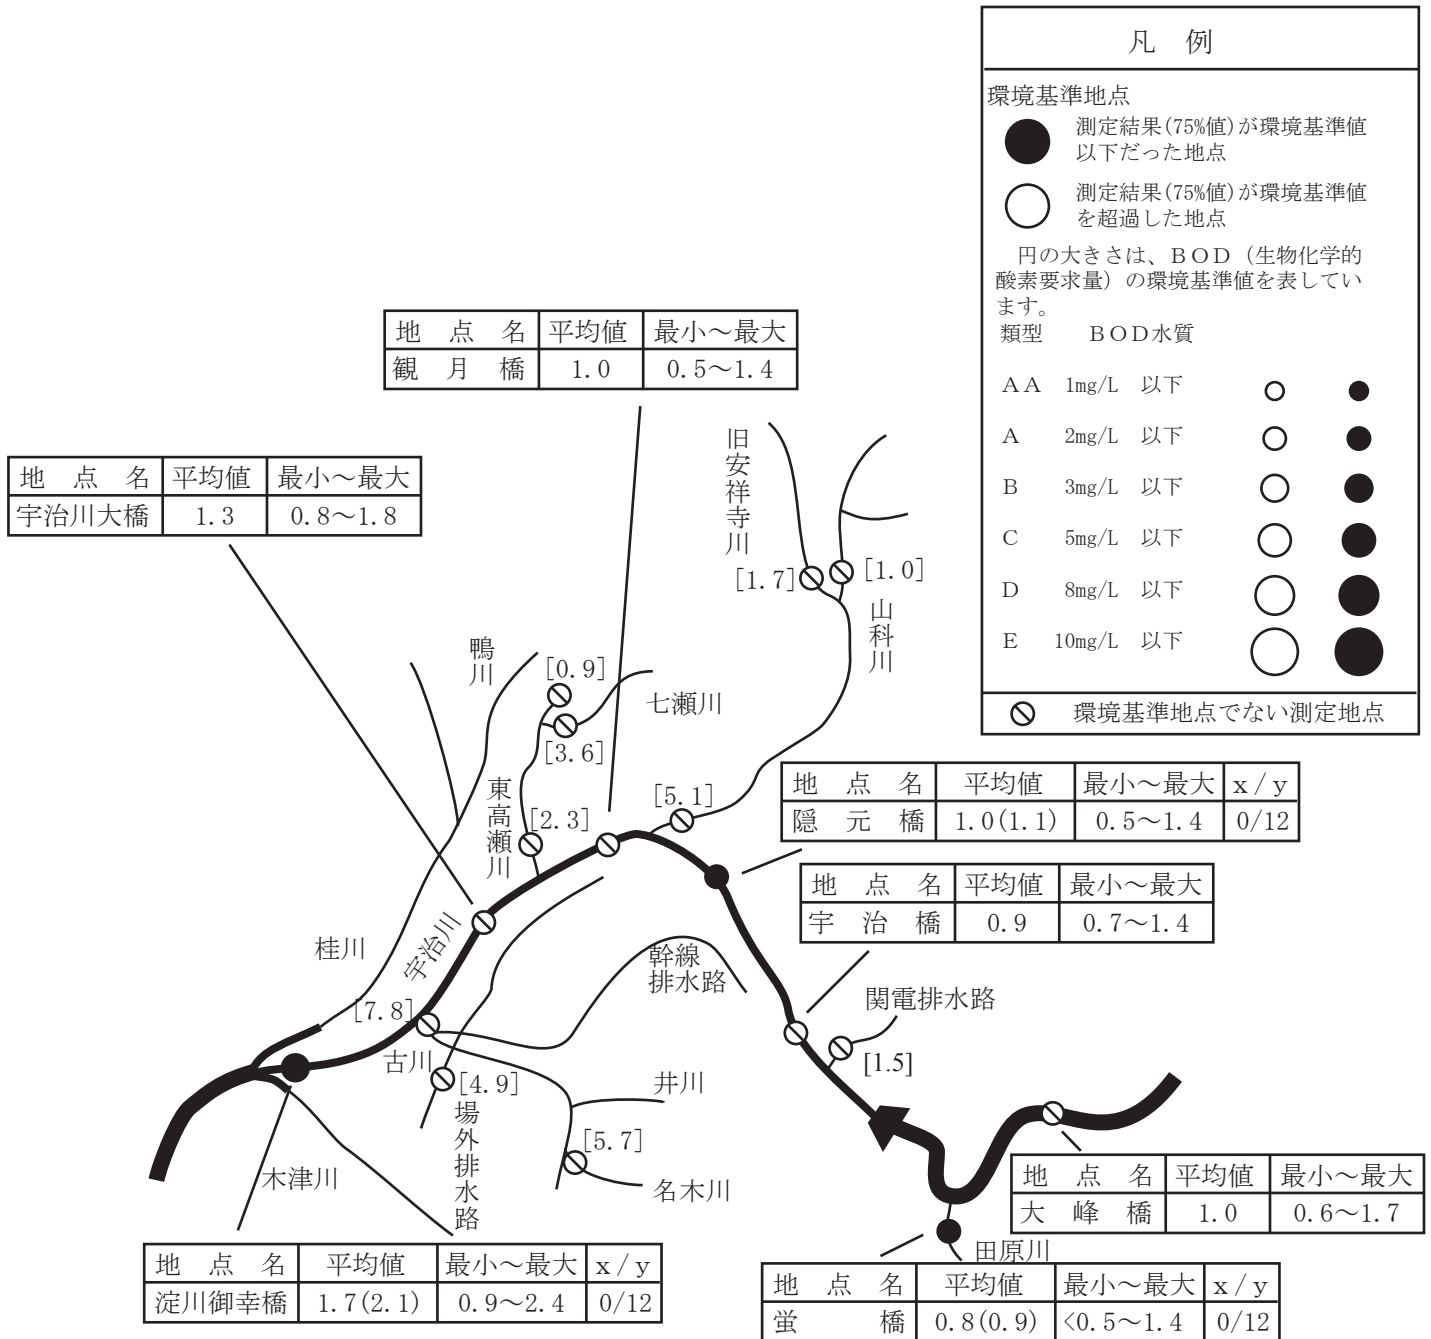 凡 例
環境基準地点
測定結果(75%値)が環境基準値
以下だった地点
測定結果(75%値)が環境基準値
を超過した地点
円の大きさは、ＢＯＤ（生物化学的
酸素要求量）の環境基準値を表してい
ます。
類型 ＢＯＤ水質
ＡＡ 1mg/L 以下
Ａ 2mg/L 以下
Ｂ 3mg/L 以下
Ｃ 5mg/L 以下
Ｄ 8mg/L 以下
Ｅ 10mg/L 以下
環境基準地点でない測定地点
地 点 名 平均値 最小～最大
観 月 橋 1.0 0.5～1.4
地 点 名 平均値 最小～最大
宇治川大橋 1.3 0.8～1.8
旧安祥寺川
[1.7]
[1.0]
山科川
鴨川
[0.9]
七瀬川
[3.6]
東高瀬川
[2.3]
[5.1]
地 点 名 平均値 最小～最大 x/y
隠 元 橋 1.0(1.1) 0.5～1.4 0/12
地 点 名 平均値 最小～最大
宇 治 橋 0.9 0.7～1.4
桂川
宇治川
幹線
排水路
関電排水路
[7.8]
古川
[1.5]
[4.9]
井川
場外排水路
[5.7]
木津川
名木川
地 点 名 平均値 最小～最大
大 峰 橋 1.0 0.6～1.7
田原川
地 点 名 平均値 最小～最大 x/y
淀川御幸橋 1.7(2.1) 0.9～2.4 0/12
地 点 名 平均値 最小～最大 x/y
蛍 橋 0.8(0.9) <0.5～1.4 0/12